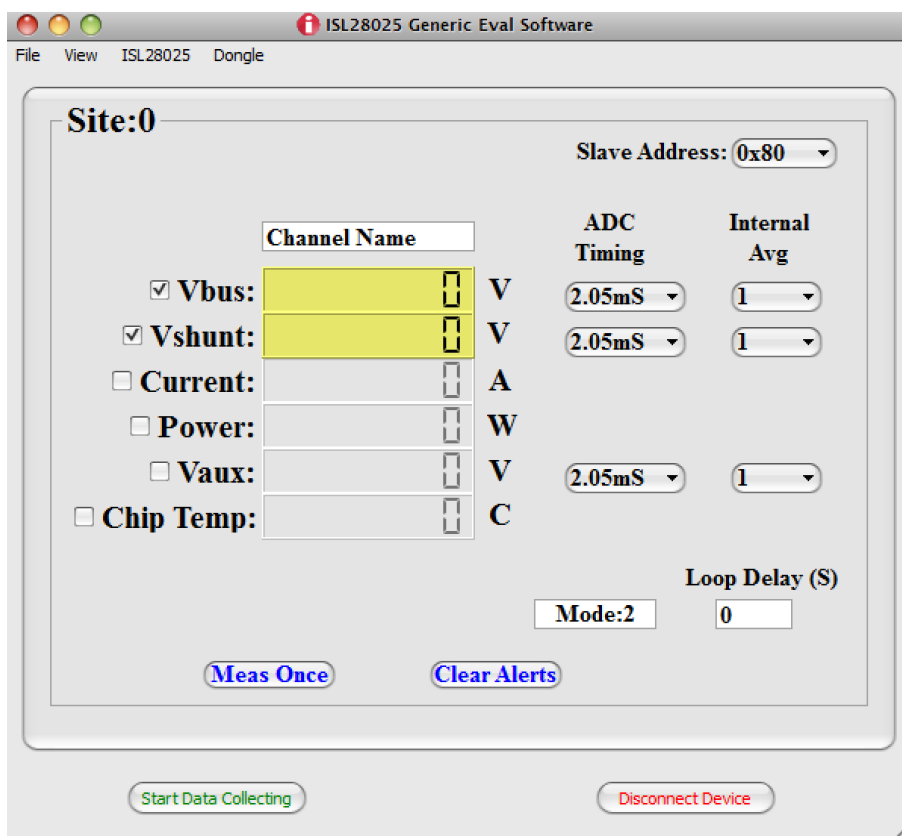 ISL28025 Generic Eval Software
File View ISL28025 Dongle
Site:0
Slave Address: 0x80
Channel Name
ADC Timing
Internal Avg
Vbus: 0 V 2.05mS 1
Vshunt: 0 V 2.05mS 1
Current: 0 A
Power: 0 W
Vaux: 0 V 2.05mS 1
Chip Temp: 0 C
Loop Delay (S)
Mode:2 0
Meas Once Clear Alerts
Start Data Collecting Disconnect Device